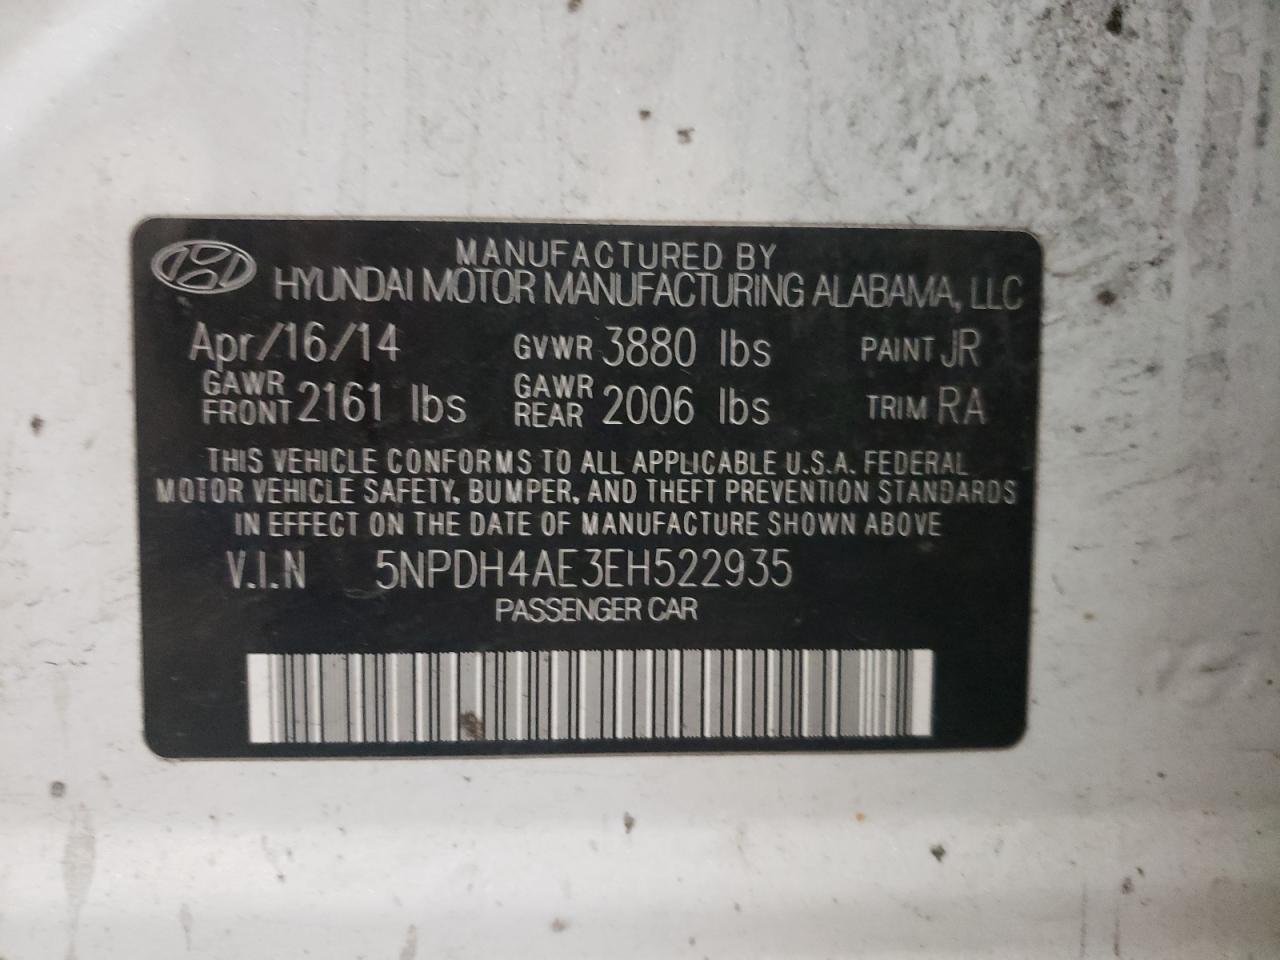 MANUFACTURED BY
HYUNDAI MOTOR MANUFACTURING ALABAMA, LLC
Apr/16/14 GVWR 3880 lbs PAINT JR
GAWR FRONT 2161 lbs GAWR REAR 2006 lbs TRIM RA
THIS VEHICLE CONFORMS TO ALL APPLICABLE U.S.A. FEDERAL
MOTOR VEHICLE SAFETY, BUMPER, AND THEFT PREVENTION STANDARDS
IN EFFECT ON THE DATE OF MANUFACTURE SHOWN ABOVE
V.I.N 5NPDH4AE3EH522935
PASSENGER CAR